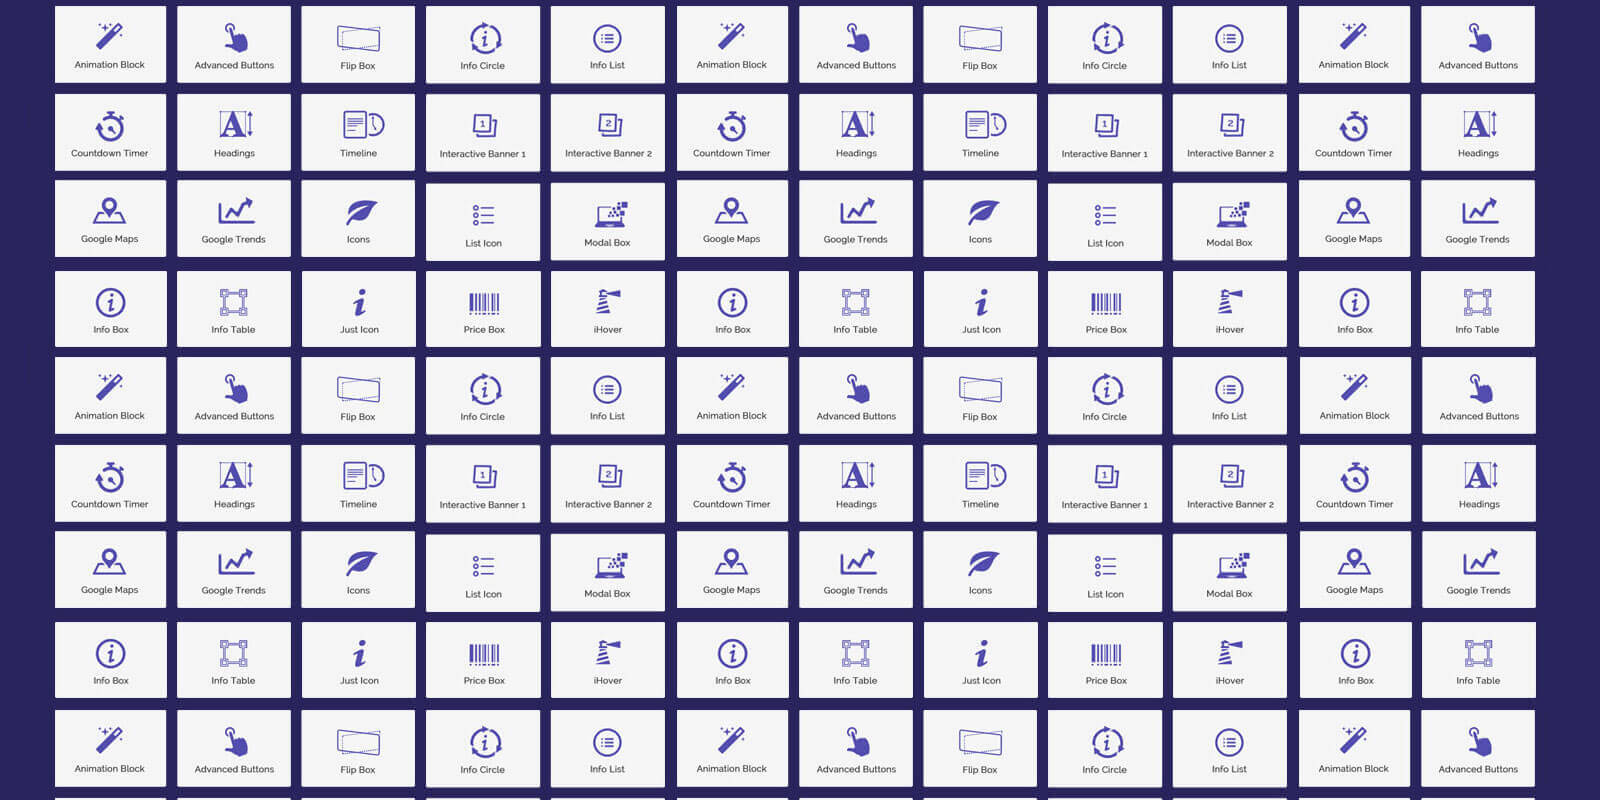 Animation Block Advanced Buttons Flip Box Info Circle Info List Animation Block Advanced Buttons Flip Box Info Circle Info List Animation Block Advanced Buttons
Countdown Timer Headings Timeline Interactive Banner 1 Interactive Banner 2 Countdown Timer Headings Timeline Interactive Banner 1 Interactive Banner 2 Countdown Timer Headings
Google Maps Google Trends Icons List Icon Modal Box Google Maps Google Trends Icons List Icon Modal Box Google Maps Google Trends
Info Box Info Table Just Icon Price Box iHover Info Box Info Table Just Icon Price Box iHover Info Box Info Table
Animation Block Advanced Buttons Flip Box Info Circle Info List Animation Block Advanced Buttons Flip Box Info Circle Info List Animation Block Advanced Buttons
Countdown Timer Headings Timeline Interactive Banner 1 Interactive Banner 2 Countdown Timer Headings Timeline Interactive Banner 1 Interactive Banner 2 Countdown Timer Headings
Google Maps Google Trends Icons List Icon Modal Box Google Maps Google Trends Icons List Icon Modal Box Google Maps Google Trends
Info Box Info Table Just Icon Price Box iHover Info Box Info Table Just Icon Price Box iHover Info Box Info Table
Animation Block Advanced Buttons Flip Box Info Circle Info List Animation Block Advanced Buttons Flip Box Info Circle Info List Animation Block Advanced Buttons